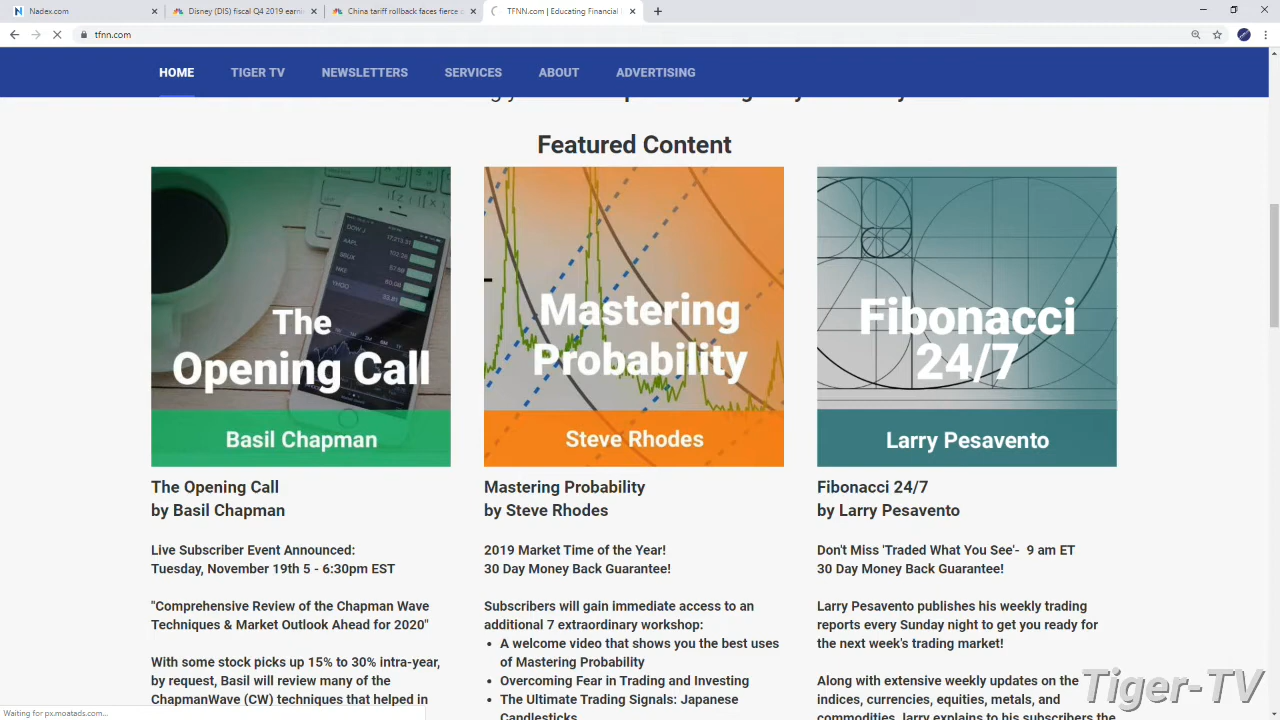 Nadex.com
Disney (DIS) fiscal Q4 2019 earni
China tariff rollback faces fierce
TFNN.com | Educating Financial
tfnn.com
HOME
TIGER TV
NEWSLETTERS
SERVICES
ABOUT
ADVERTISING
Featured Content
The
Opening Call
Basil Chapman
Mastering
Probability
Steve Rhodes
Fibonacci
24/7
Larry Pesavento
The Opening Call
by Basil Chapman
Live Subscriber Event Announced:
Tuesday, November 19th 5 - 6:30pm EST
"Comprehensive Review of the Chapman Wave
Techniques & Market Outlook Ahead for 2020"
With some stock picks up 15% to 30% intra-year,
by request, Basil will review many of the
ChapmanWave (CW) techniques that helped in
Mastering Probability
by Steve Rhodes
2019 Market Time of the Year!
30 Day Money Back Guarantee!
Subscribers will gain immediate access to an
additional 7 extraordinary workshop:
• A welcome video that shows you the best uses
of Mastering Probability
• Overcoming Fear in Trading and Investing
• The Ultimate Trading Signals: Japanese
Candlesticks
Fibonacci 24/7
by Larry Pesavento
Don't Miss 'Traded What You See'- 9 am ET
30 Day Money Back Guarantee!
Larry Pesavento publishes his weekly trading
reports every Sunday night to get you ready for
the next week's trading market!
Along with extensive weekly updates on the
indices, currencies, equities, metals, and
commodities, larry explains to his subscribers the
Tiger-TV
Waiting for px.moatads.com...